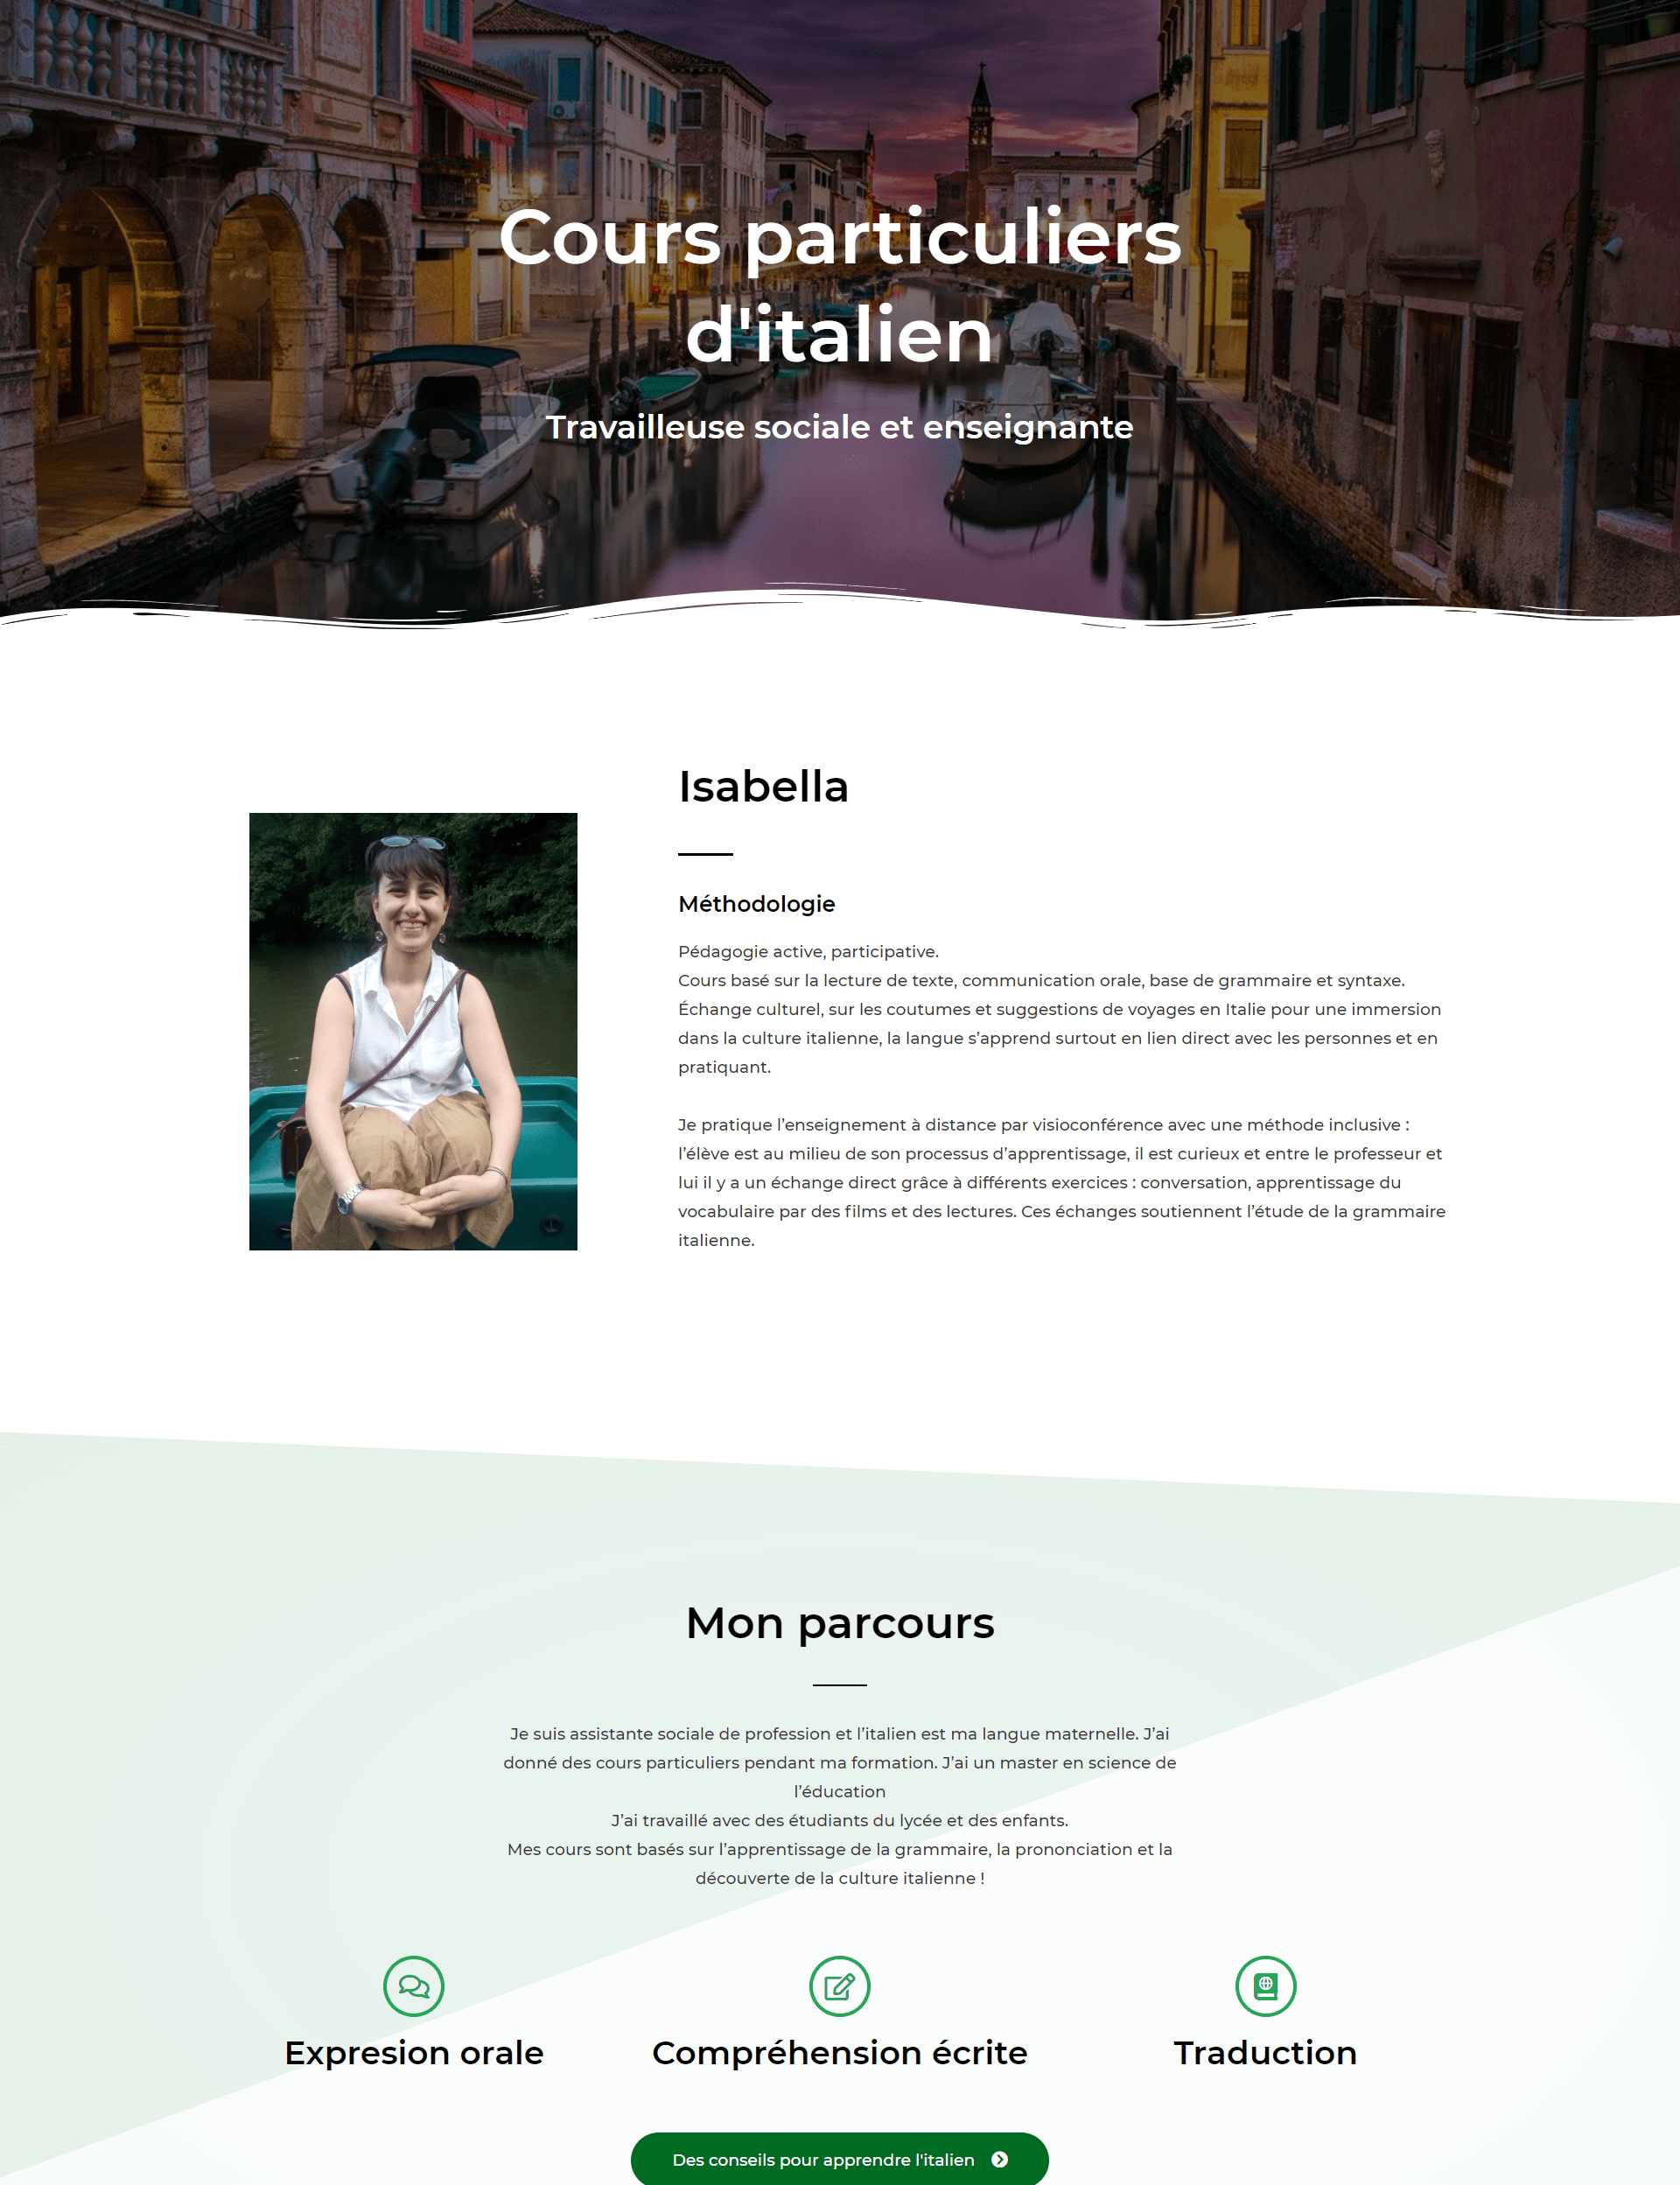 Cours particuliers
d'italien
Travailleuse sociale et enseignante
Isabella
Méthodologie
Pédagogie active, participative.
Cours basé sur la lecture de texte, communication orale, base de grammaire et syntaxe.
Échange culturel, sur les coutumes et suggestions de voyages en Italie pour une immersion
dans la culture italienne, la langue s’apprend surtout en lien direct avec les personnes et en
pratiquant.
Je pratique l’enseignement à distance par visioconférence avec une méthode inclusive :
l’élève est au milieu de son processus d’apprentissage, il est curieux et entre le professeur et
lui il y a un échange direct grâce à différents exercices : conversation, apprentissage du
vocabulaire par des films et des lectures. Ces échanges soutiennent l’étude de la grammaire
italienne.
Mon parcours
Je suis assistante sociale de profession et l’italien est ma langue maternelle. J’ai
donné des cours particuliers pendant ma formation. J’ai un master en science de
l’éducation
J’ai travaillé avec des étudiants du lycée et des enfants.
Mes cours sont basés sur l’apprentissage de la grammaire, la prononciation et la
découverte de la culture italienne !
Expresion orale
Compréhension écrite
Traduction
Des conseils pour apprendre l'italien